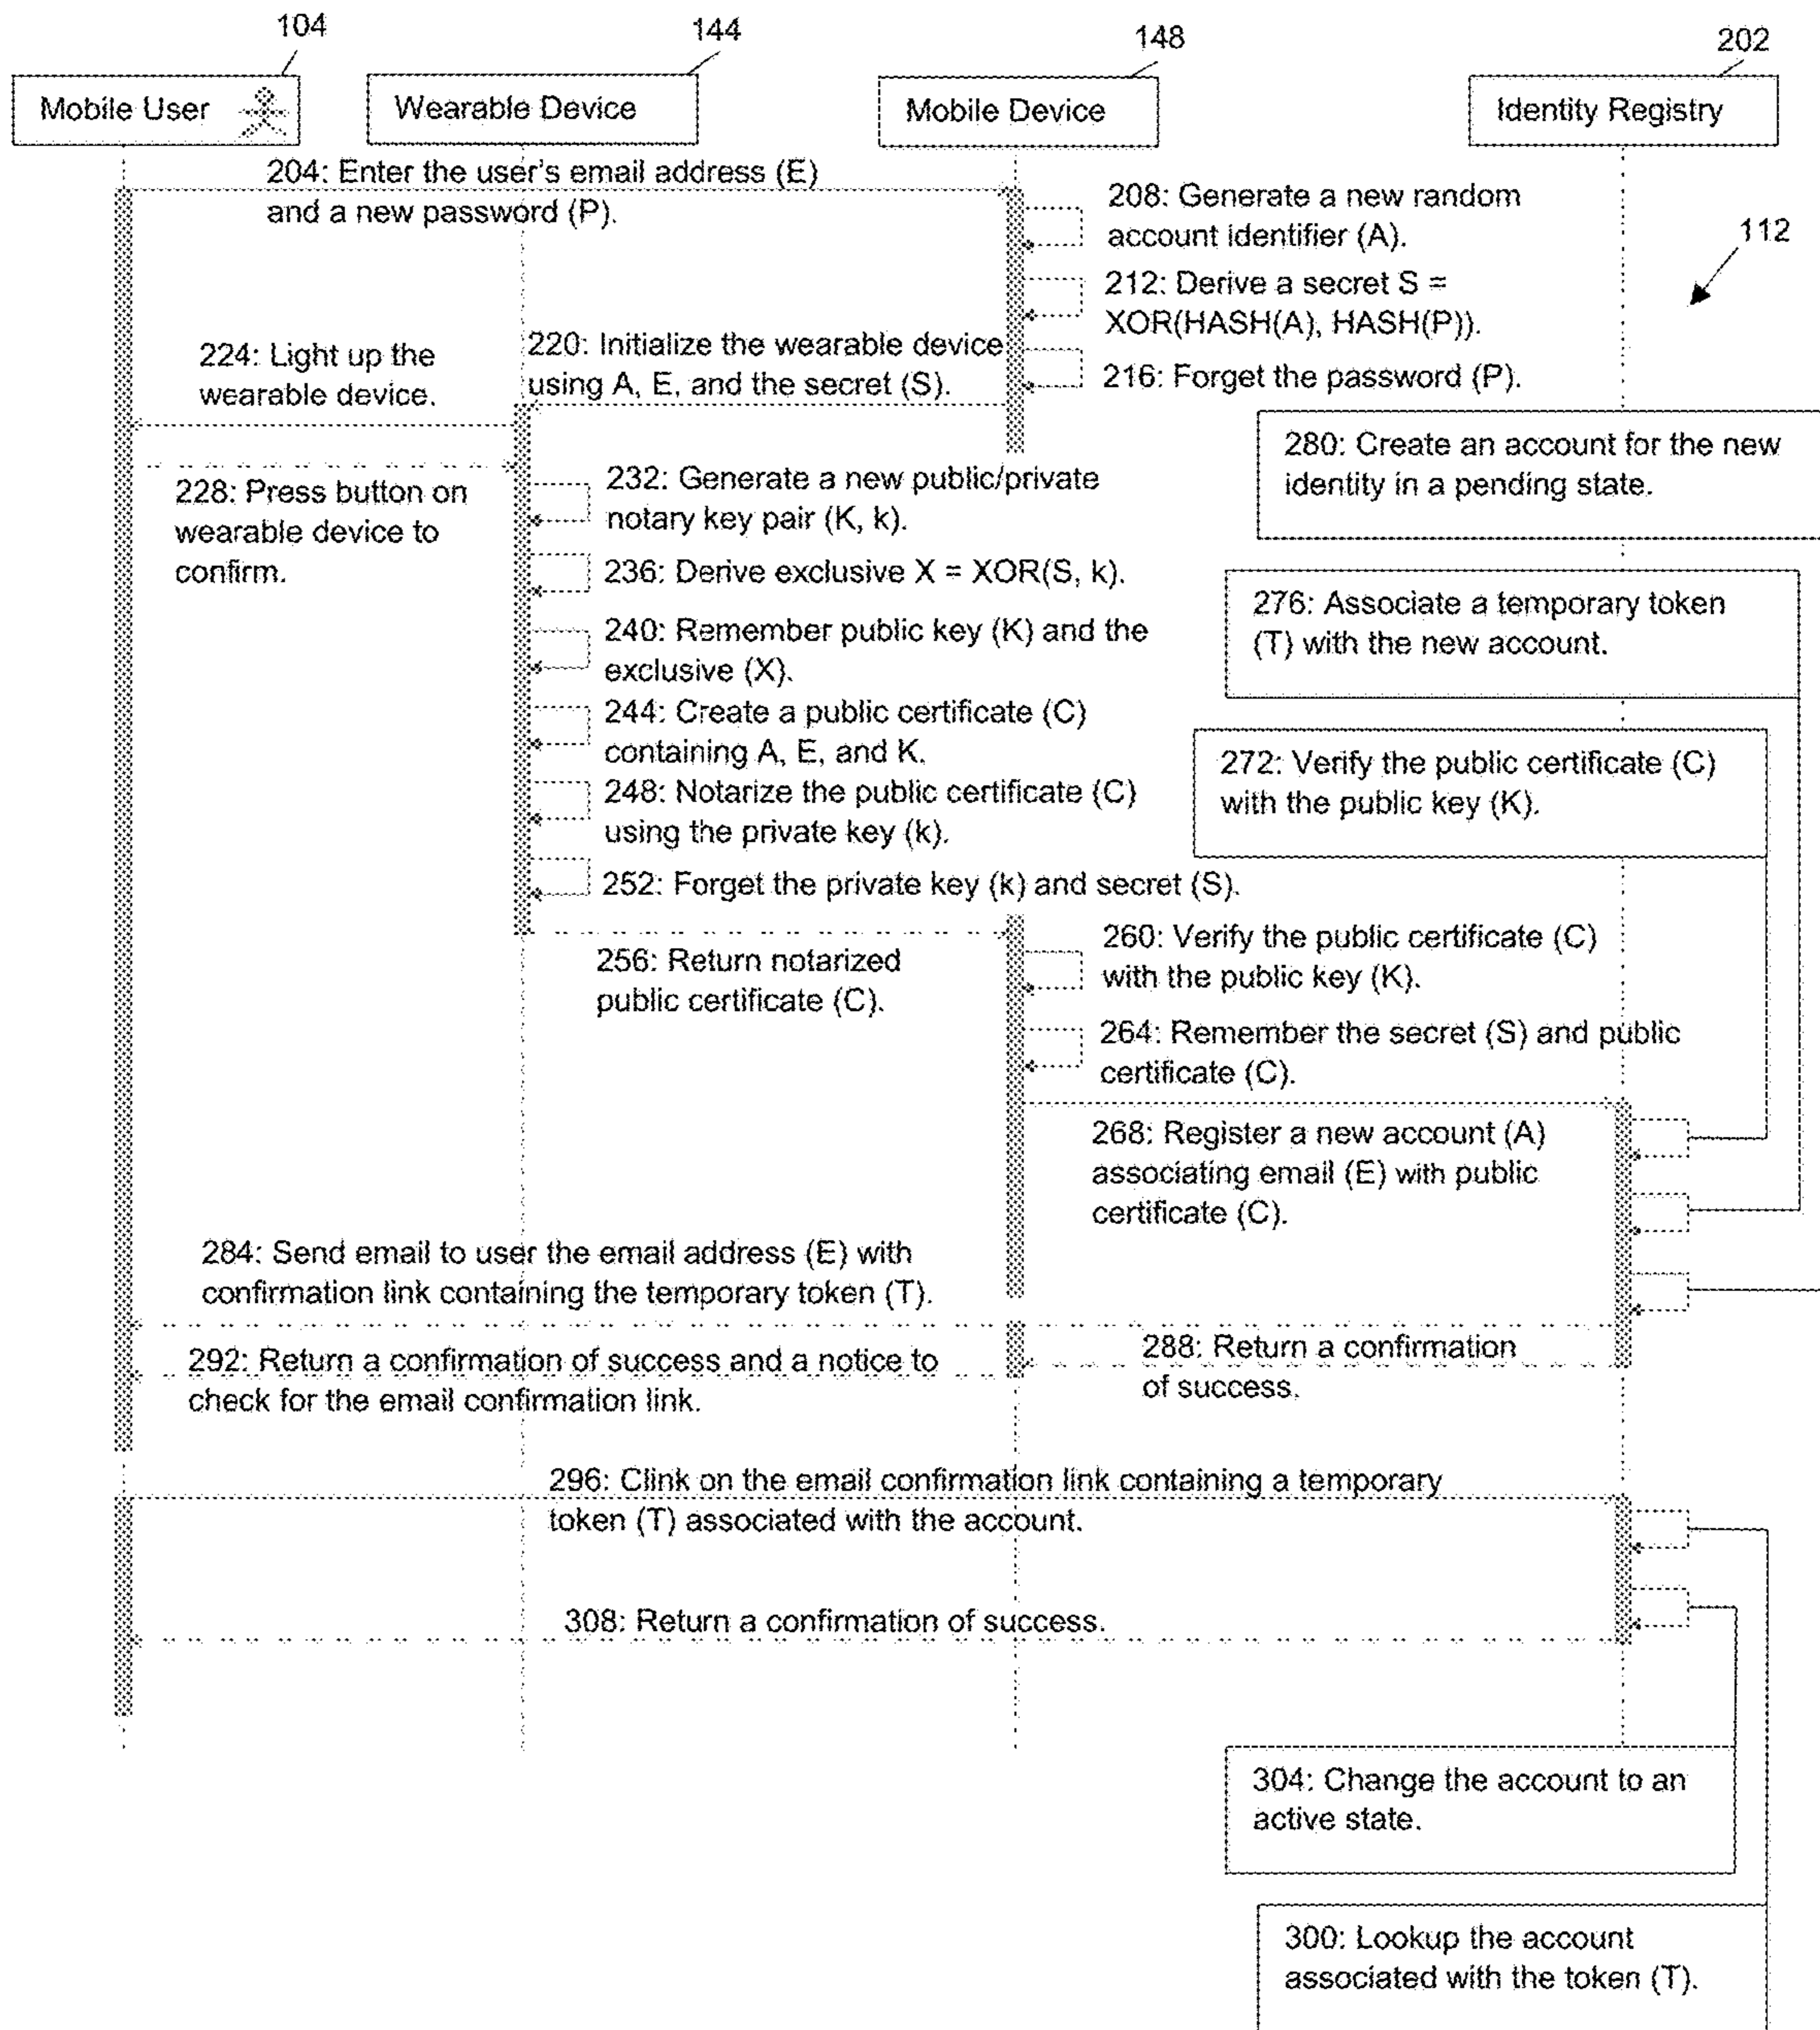 104
144
148
202
Mobile User
Wearable Device
Mobile Device
Identity Registry
204: Enter the user's email address (E)
and a new password (P).
208: Generate a new random
account identifier (A).
112
212: Derive a secret S =
XOR(HASH(A), HASH(P)).
216: Forget the password (P).
220: Initialize the wearable device
using A, E, and the secret (S).
224: Light up the
wearable device.
228: Press button on
wearable device to
confirm.
232: Generate a new public/private
notary key pair (K, k).
236: Derive exclusive X = XOR(S, k).
240: Remember public key (K) and the
exclusive (X).
244: Create a public certificate (C)
containing A, E, and K.
248: Notarize the public certificate (C)
using the private key (k).
252: Forget the private key (k) and secret (S).
280: Create an account for the new
identity in a pending state.
276: Associate a temporary token
(T) with the new account.
272: Verify the public certificate (C)
with the public key (K).
256: Return notarized
public certificate (C).
260: Verify the public certificate (C)
with the public key (K).
264: Remember the secret (S) and public
certificate (C).
268: Register a new account (A)
associating email (E) with public
certificate (C).
284: Send email to user the email address (E) with
confirmation link containing the temporary token (T).
288: Return a confirmation
of success.
292: Return a confirmation of success and a notice to
check for the email confirmation link.
296: Clink on the email confirmation link containing a temporary
token (T) associated with the account.
308: Return a confirmation of success.
304: Change the account to an
active state.
300: Lookup the account
associated with the token (T).